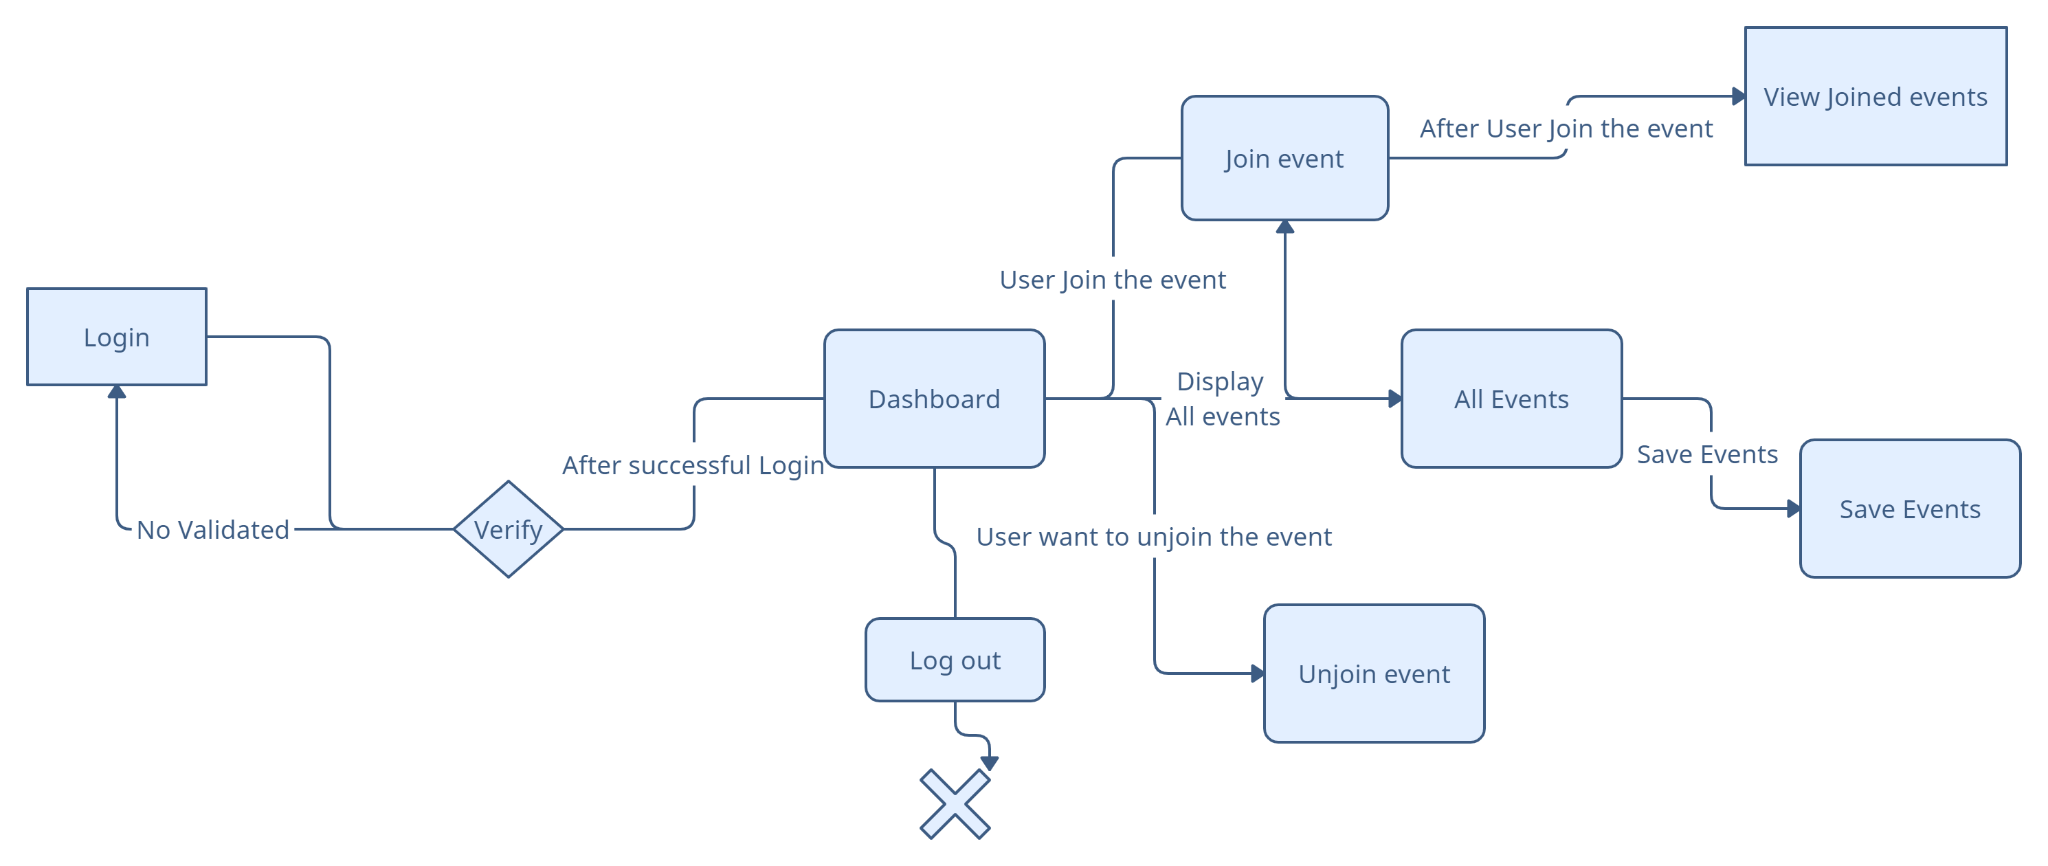 View Joined events
After User Join the event
Join event
User Join the event
Login
Dashboard
Display
All events
All Events
Save Events
After successful Login
Save Events
No Validated
Verify
User want to unjoin the event
Log out
Unjoin event